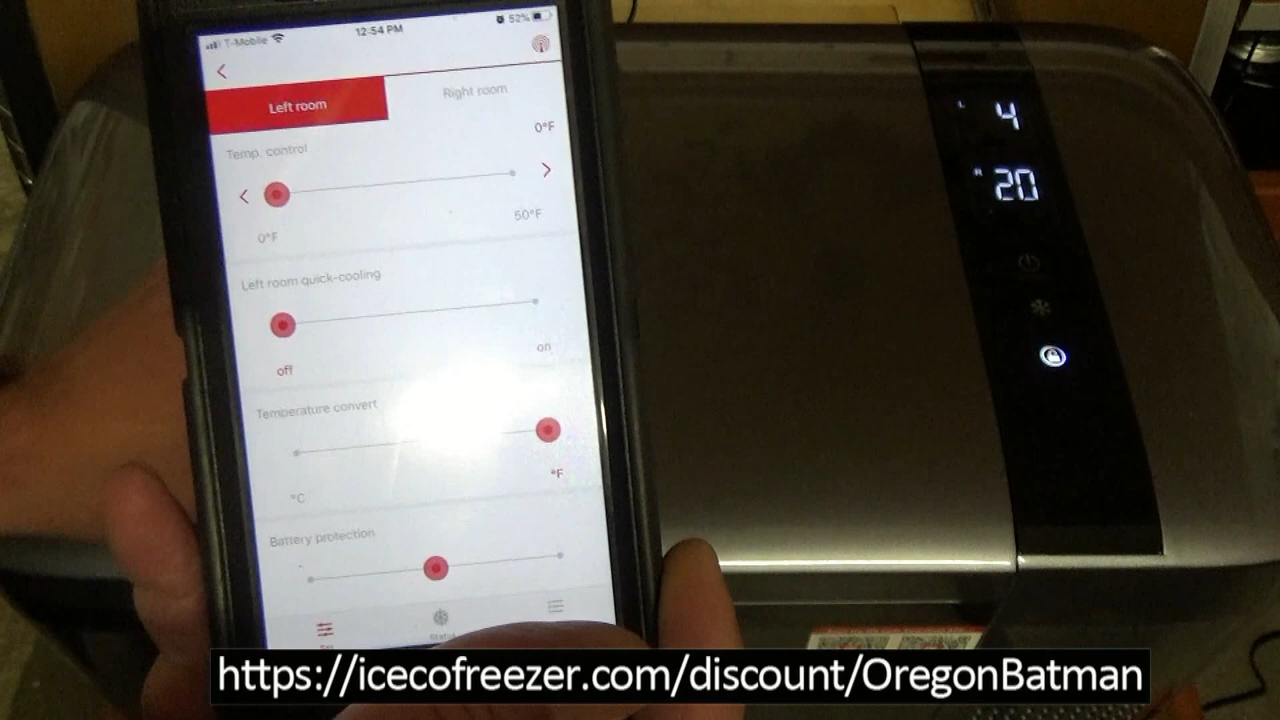 T-Mobile 12:54 PM 52%
Left room Right room
Temp. control
0°F
0°F
50°F
Left room quick-cooling
off
on
Temperature convert
°C
°F
Battery protection
L 4
R 20
https://icecofreezer.com/discount/OregonBatman